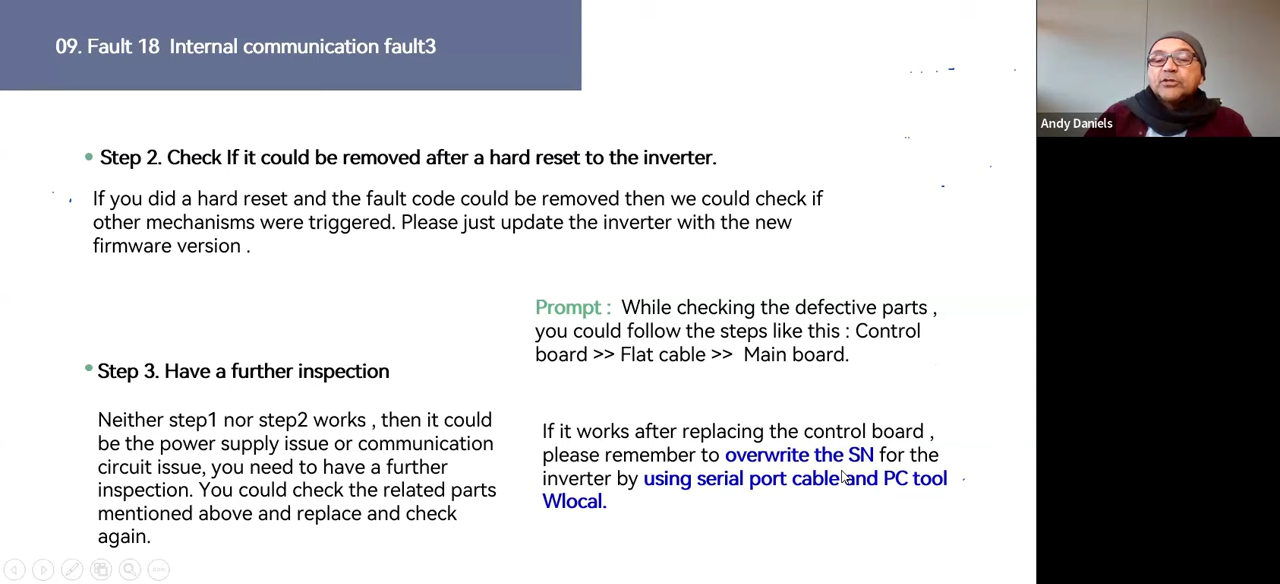 09. Fault 18 Internal communication fault3
Andy Daniels
Step 2. Check If it could be removed after a hard reset to the inverter.
If you did a hard reset and the fault code could be removed then we could check if
other mechanisms were triggered. Please just update the inverter with the new
firmware version .
Prompt : While checking the defective parts ,
you could follow the steps like this : Control
board >> Flat cable >> Main board.
Step 3. Have a further inspection
Neither step1 nor step2 works , then it could
be the power supply issue or communication
circuit issue, you need to have a further
inspection. You could check the related parts
mentioned above and replace and check
again.
If it works after replacing the control board ,
please remember to overwrite the SN for the
inverter by using serial port cable and PC tool
Wlocal.